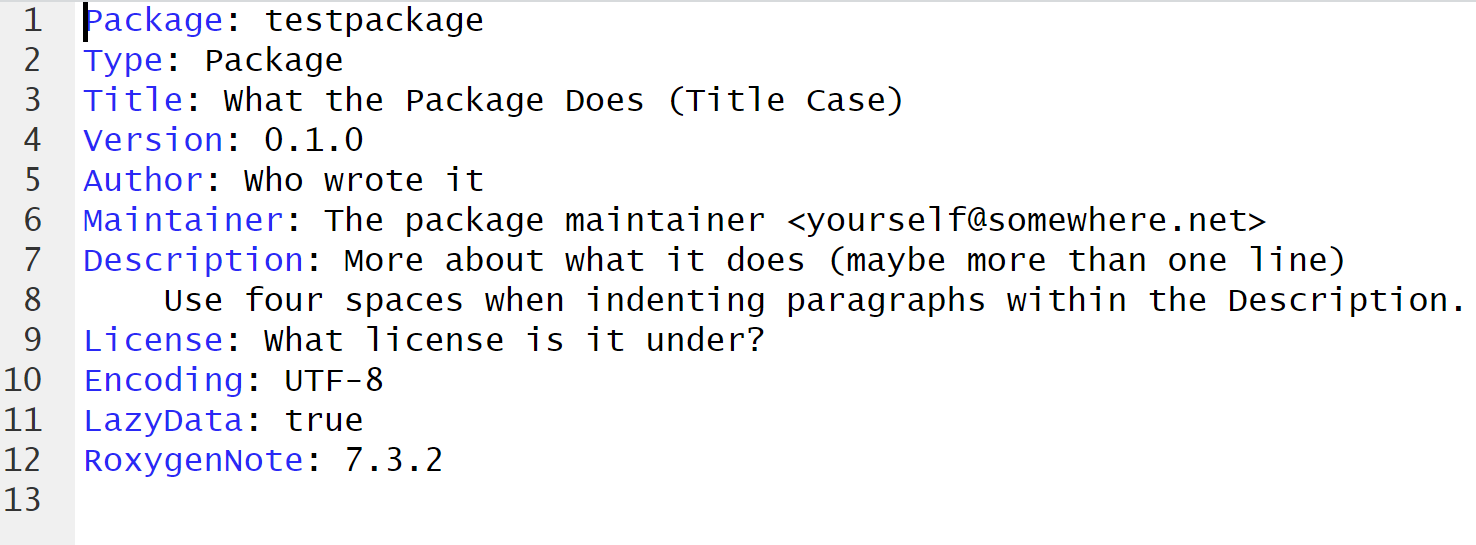 1 Package: testpackage
2 Type: Package
3 Title: What the Package Does (Title Case)
4 Version: 0.1.0
5 Author: Who wrote it
6 Maintainer: The package maintainer <yourself@somewhere.net>
7 Description: More about what it does (maybe more than one line)
8     Use four spaces when indenting paragraphs within the Description.
9 License: What license is it under?
10 Encoding: UTF-8
11 LazyData: true
12 RoxygenNote: 7.3.2
13